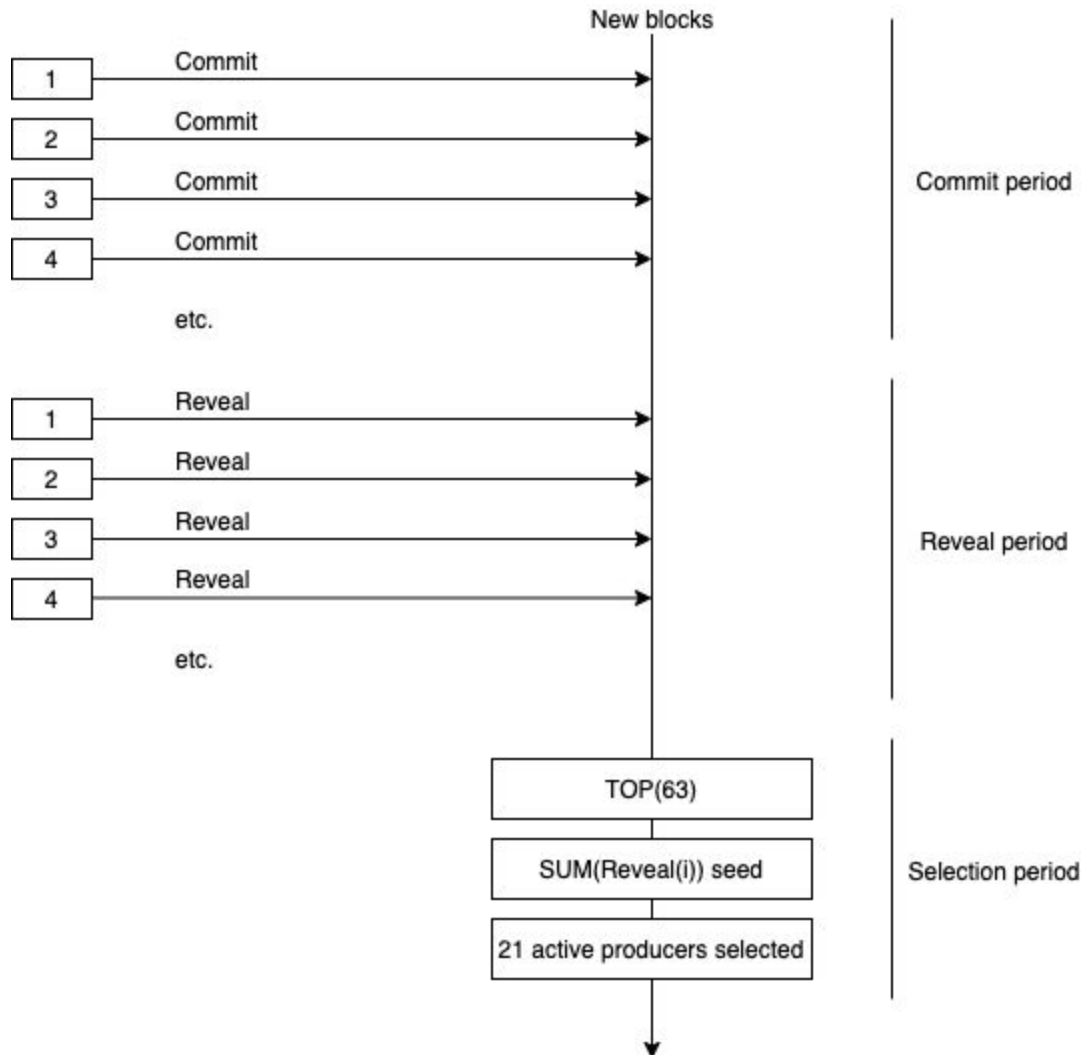 New blocks
1
Commit
2
Commit
3
Commit
4
Commit
etc.
Commit period
1
Reveal
2
Reveal
3
Reveal
4
Reveal
etc.
Reveal period
TOP(63)
SUM(Reveal(i)) seed
21 active producers selected
Selection period